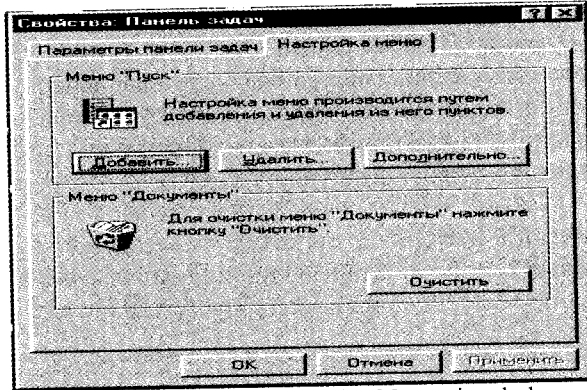 Свойства: Панель задач
Параметры панели задач
Настройка меню
Меню "Пуск"
Настройка меню производится путем
добавления и удаления из него пунктов.
Добавить...
Удалить...
Дополнительно...
Меню "Документы"
Для очистки меню "Документы" нажмите
кнопку "Очистить".
Очистить
OK
Отмена
Применить